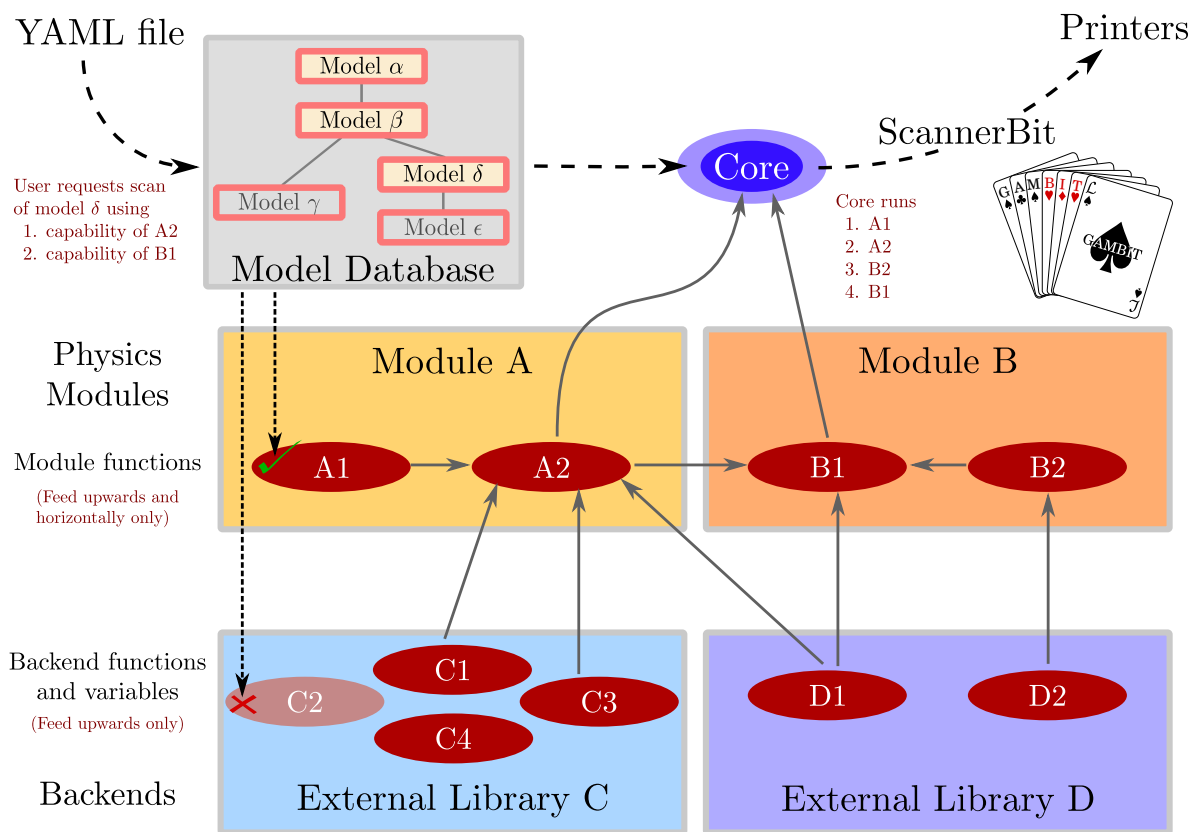 YAML file
Printers
Model α
Model β
Model δ
Model γ
Model ϵ
Model Database
Core
ScannerBit
User requests scan
of model δ using
1. capability of A2
2. capability of B1
Core runs
1. A1
2. A2
3. B2
4. B1
G A M B I T ℒ
GAMBIT
J
Physics
Modules
Module A
Module B
Module functions
(Feed upwards and
horizontally only)
A1
A2
B1
B2
Backend functions
and variables
(Feed upwards only)
C1
C2
C3
C4
D1
D2
Backends
External Library C
External Library D